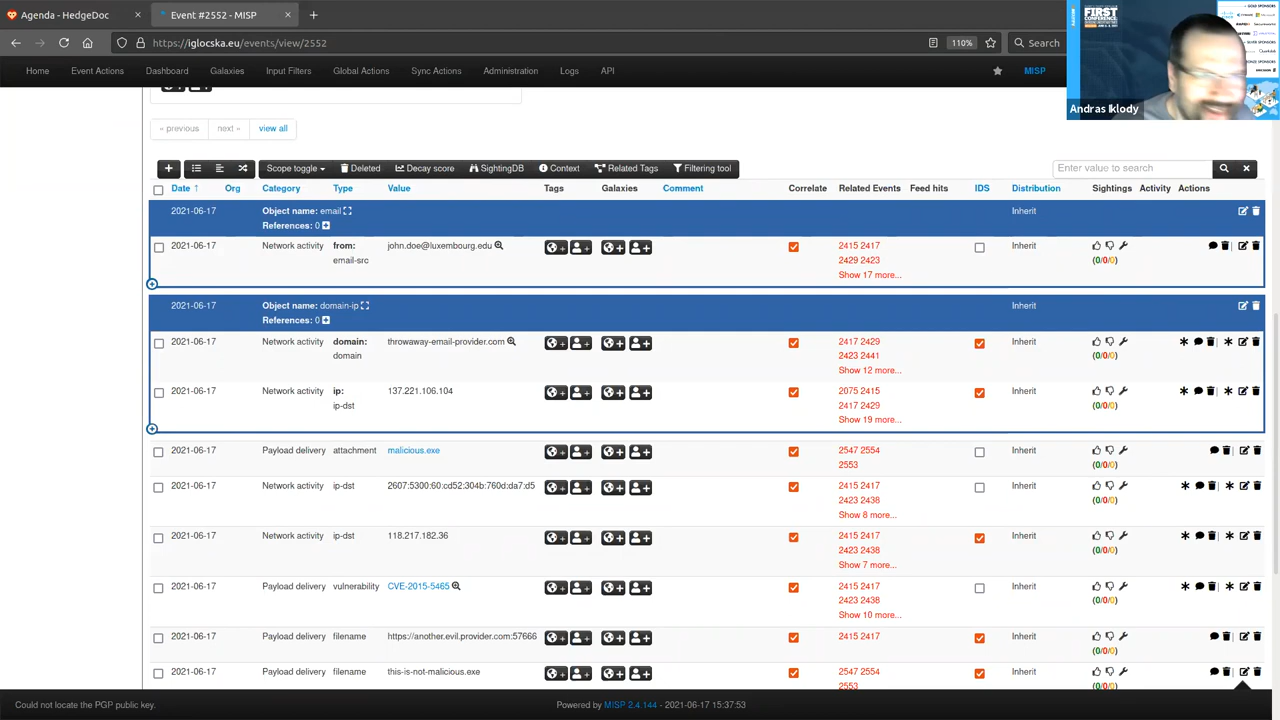 Agenda - HedgeDoc
Event #2552 - MISP
https://iglocska.eu/events/view/2552
110%
Search
FIRST
CONFERENCE
Andras Iklody
Home
Event Actions
Dashboard
Galaxies
Input Filters
Global Actions
Sync Actions
Administration
Logs
API
MISP
« previous
next »
view all
Scope toggle
Deleted
Decay score
SightingDB
Context
Related Tags
Filtering tool
Enter value to search
Date ↑ Org Category Type Value Tags Galaxies Comment Correlate Related Events Feed hits IDS Distribution Sightings Activity Actions
2021-06-17 Object name: email Inherit
References: 0
2021-06-17 Network activity from: john.doe@luxembourg.edu 2415 2417 Inherit
email-src 2429 2423 (0/0/0)
Show 17 more...
2021-06-17 Object name: domain-ip Inherit
References: 0
2021-06-17 Network activity domain: throwaway-email-provider.com 2417 2429 Inherit
domain 2423 2441 (0/0/0)
Show 12 more...
2021-06-17 Network activity ip: 137.221.106.104 2075 2415 Inherit
ip-dst 2417 2429 (0/0/0)
Show 19 more...
2021-06-17 Payload delivery attachment malicious.exe 2547 2554 Inherit
2553 (0/0/0)
2021-06-17 Network activity ip-dst 2607:5300:60:cd52:304b:760d:da7:d5 2415 2417 Inherit
2423 2438 (0/0/0)
Show 8 more...
2021-06-17 Network activity ip-dst 118.217.182.36 2415 2417 Inherit
2423 2438 (0/0/0)
Show 7 more...
2021-06-17 Payload delivery vulnerability CVE-2015-5465 2415 2417 Inherit
2423 2438 (0/0/0)
Show 10 more...
2021-06-17 Payload delivery filename https://another.evil.provider.com:57666 2415 2417 Inherit
(0/0/0)
2021-06-17 Payload delivery filename this-is-not-malicious.exe 2547 2554 Inherit
2553 (0/0/0)
Could not locate the PGP public key.
Powered by MISP 2.4.144 - 2021-06-17 15:37:53